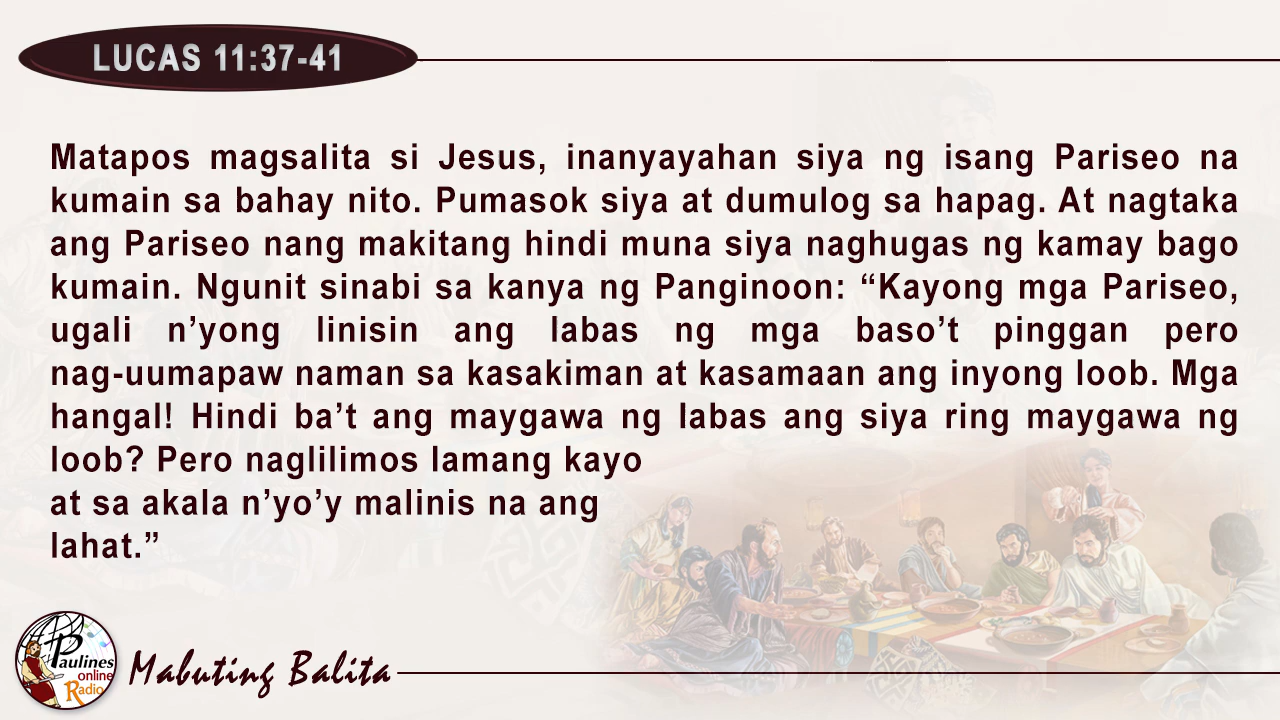 LUCAS 11:37-41
Matapos magsalita si Jesus, inanyayahan siya ng isang Pariseo na
kumain sa bahay nito. Pumasok siya at dumulog sa hapag. At nagtaka
ang Pariseo nang makitang hindi muna siya naghugas ng kamay bago
kumain. Ngunit sinabi sa kanya ng Panginoon: “Kayong mga Pariseo,
ugali n’yong linisin ang labas ng mga baso’t pinggan pero
nag-uumapaw naman sa kasakiman at kasamaan ang inyong loob. Mga
hangal! Hindi ba’t ang maygawa ng labas ang siya ring maygawa ng
loob? Pero naglilimos lamang kayo
at sa akala n’yo’y malinis na ang
lahat.”
Paulines
online
Radio
Mabuting Balita